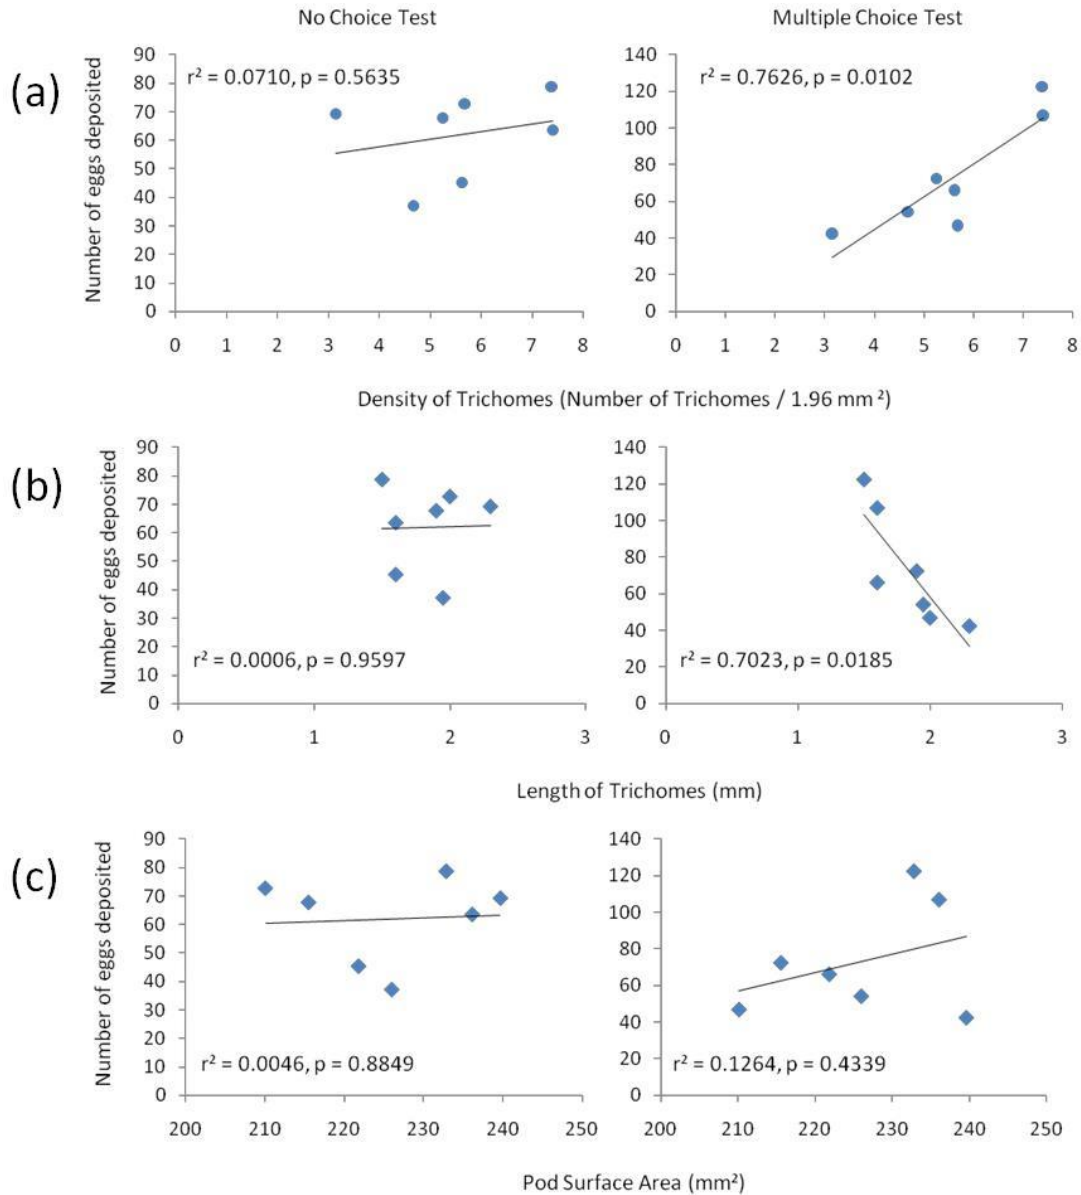 No Choice Test
Multiple Choice Test
(a)
Number of eggs deposited
90
80
70
60
50
40
30
20
10
0
r² = 0.0710, p = 0.5635
0 1 2 3 4 5 6 7 8
140
120
100
80
60
40
20
0
r² = 0.7626, p = 0.0102
0 1 2 3 4 5 6 7 8
Density of Trichomes (Number of Trichomes / 1.96 mm²)
(b)
Number of eggs deposited
90
80
70
60
50
40
30
20
10
0
r² = 0.0006, p = 0.9597
0 1 2 3
140
120
100
80
60
40
20
0
r² = 0.7023, p = 0.0185
0 1 2 3
Length of Trichomes (mm)
(c)
Number of eggs deposited
90
80
70
60
50
40
30
20
10
0
r² = 0.0046, p = 0.8849
200 210 220 230 240 250
140
120
100
80
60
40
20
0
r² = 0.1264, p = 0.4339
200 210 220 230 240 250
Pod Surface Area (mm²)